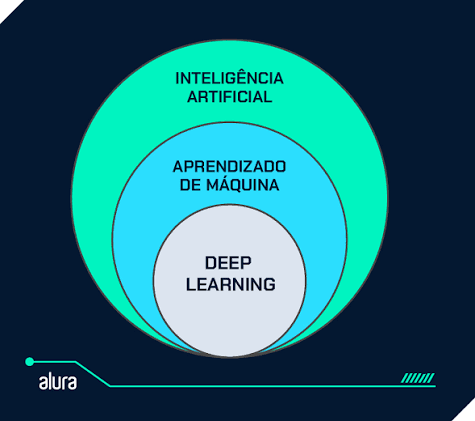 INTELIGÊNCIA
ARTIFICIAL
APRENDIZADO
DE MÁQUINA
DEEP
LEARNING
alura